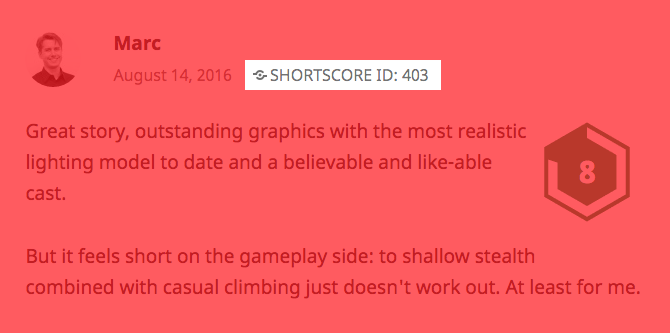 Marc
August 14, 2016 SHORTSCORE ID: 403
Great story, outstanding graphics with the most realistic
lighting model to date and a believable and like-able
cast.
8
But it feels short on the gameplay side: to shallow stealth
combined with casual climbing just doesn't work out. At least for me.